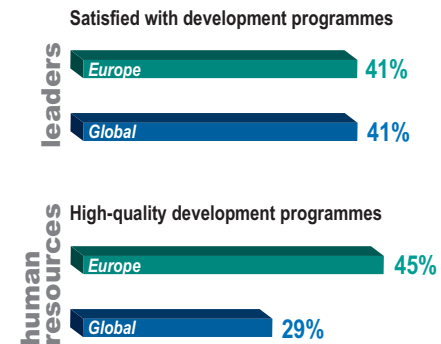 Satisfied with development programmes
leaders
Europe 41%
Global 41%
High-quality development programmes
human
resources
Europe 45%
Global 29%